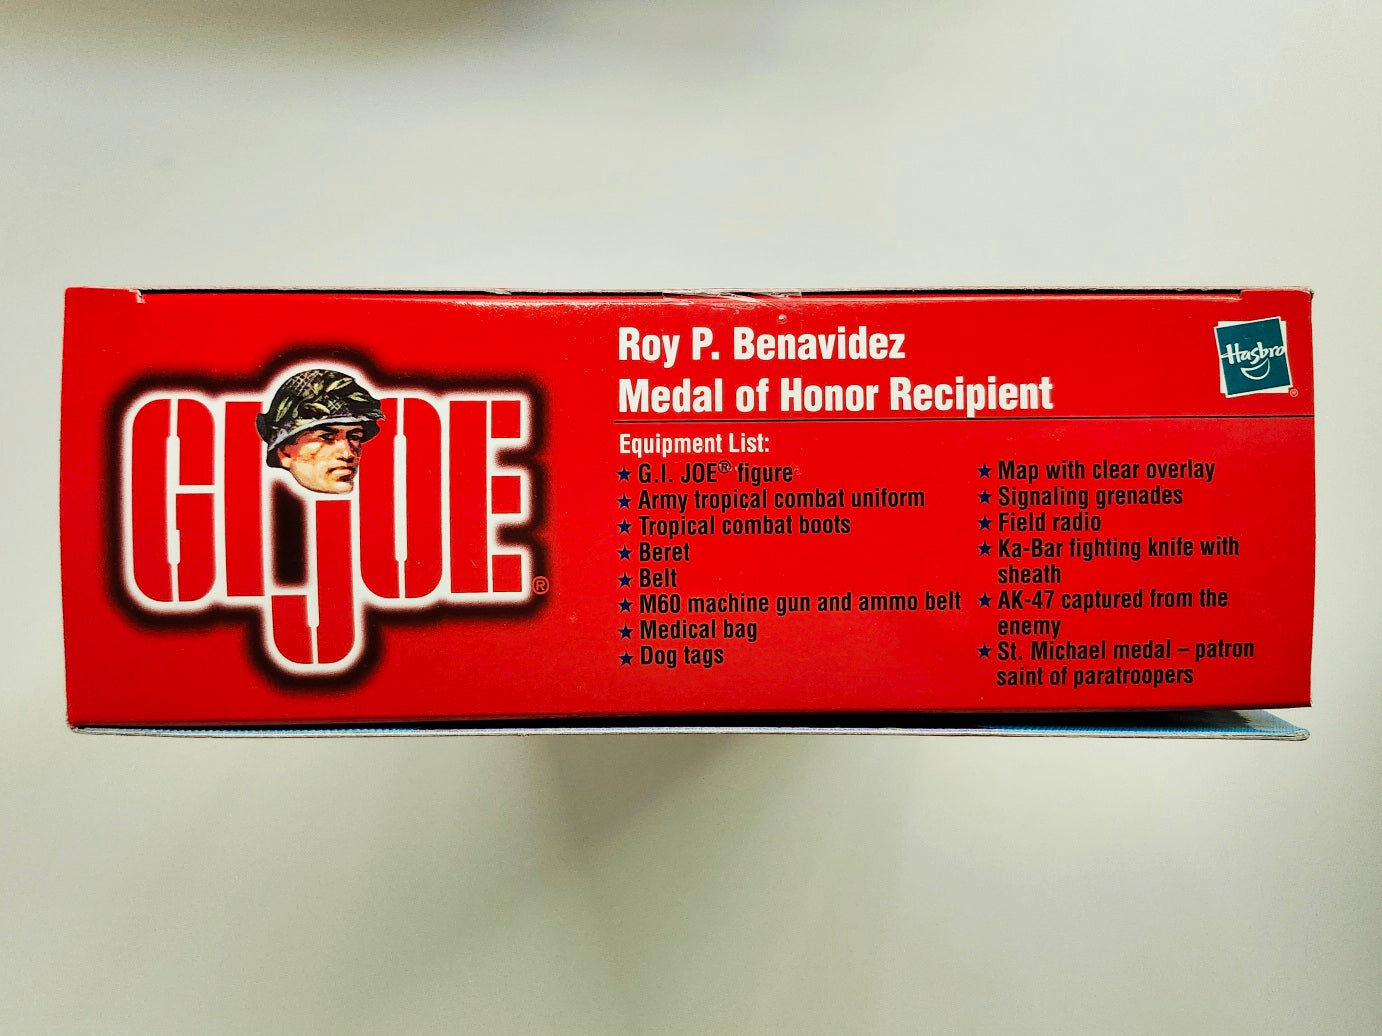 GI JOE®
Roy P. Benavidez
Medal of Honor Recipient
Hasbro
®
Equipment List:
★ G.I. JOE® figure
★ Army tropical combat uniform
★ Tropical combat boots
★ Beret
★ Belt
★ M60 machine gun and ammo belt
★ Medical bag
★ Dog tags
★ Map with clear overlay
★ Signaling grenades
★ Field radio
★ Ka-Bar fighting knife with
sheath
★ AK-47 captured from the
enemy
★ St. Michael medal – patron
saint of paratroopers